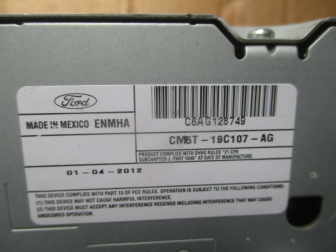 Ford
C6AG128749
MADE IN MEXICO ENMHA
CM5T-19C107-AG
PRODUCT COMPLIES WITH DHHS RULES "21 CFR
SUBCHAPTER J, PART 1040" AT DATE OF MANUFACTURE.
01-04-2012
THIS DEVICE COMPLIES WITH PART 15 OF FCC RULES. OPERATION IS SUBJECT TO THE FOLLOWING
(1) THIS DEVICE MAY NOT CAUSE HARMFUL INTERFERENCE.
(2) THIS DEVICE MUST ACCEPT ANY INTERFERENCE RECEIVED INCLUDING INTERFERENCE THAT
CAUSE UNDESIRED OPERATION.